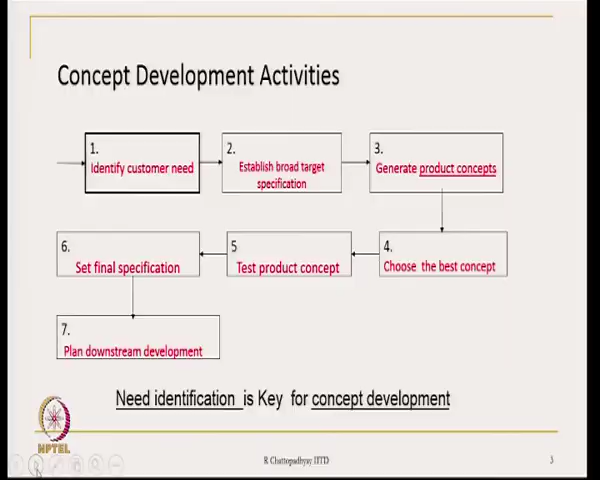 Concept Development Activities
1.
Identify customer need
2.
Establish broad target
specification
3.
Generate product concepts
4.
Choose the best concept
5
Test product concept
6.
Set final specification
7.
Plan downstream development
Need identification is Key for concept development
NPTEL
R Chattopadhyay IITD
3